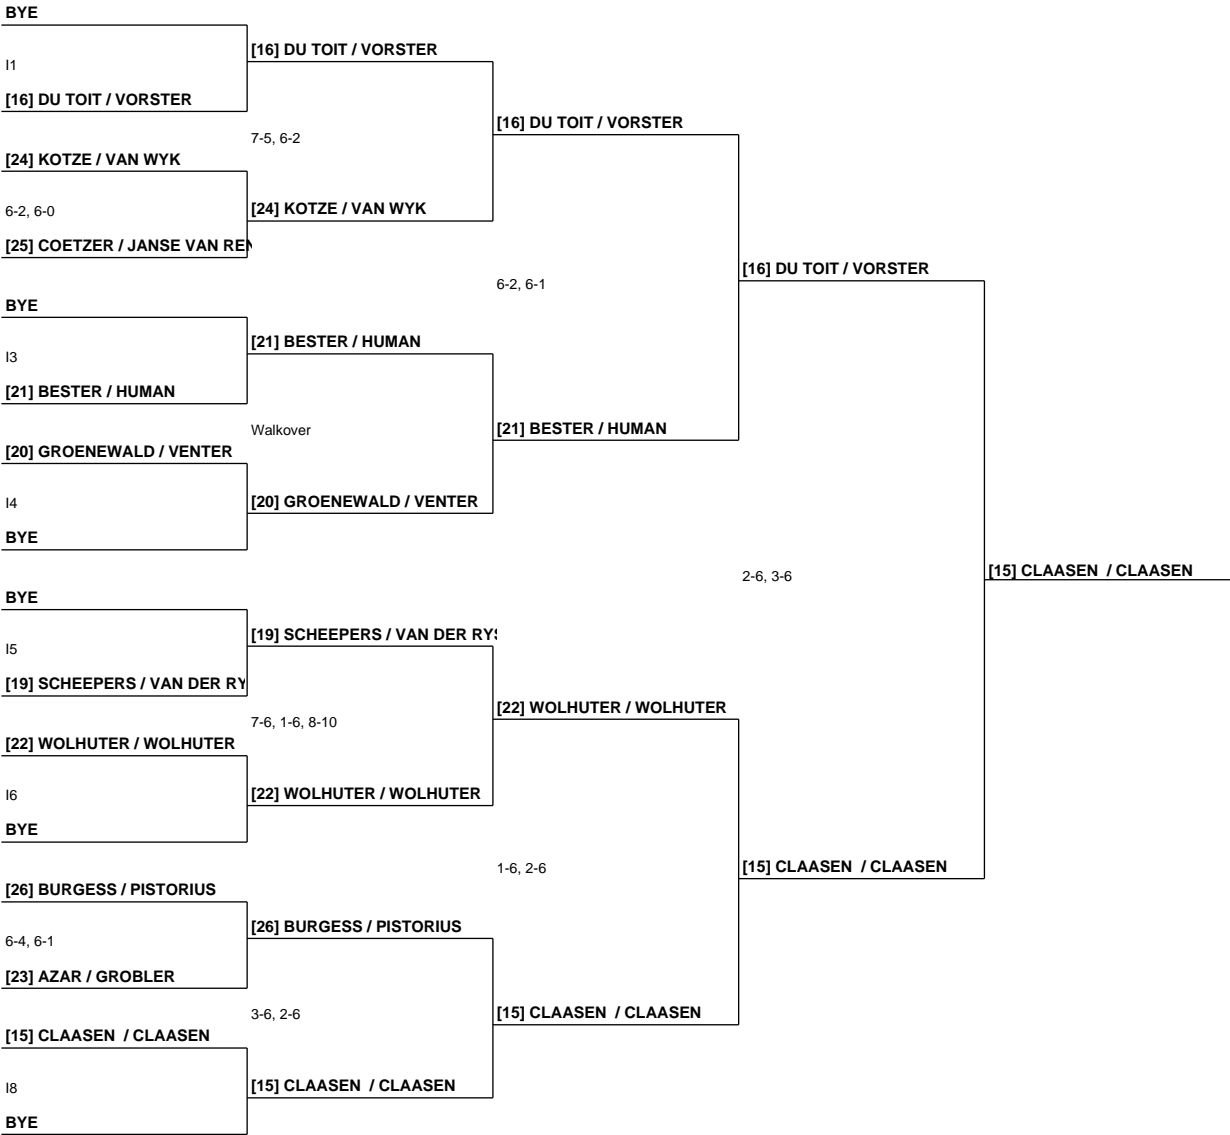 BYE
I1
[16] DU TOIT / VORSTER
[24] KOTZE / VAN WYK
6-2, 6-0
[25] COETZER / JANSE VAN REN
BYE
I3
[21] BESTER / HUMAN
[20] GROENEWALD / VENTER
I4
BYE
BYE
I5
[19] SCHEEPERS / VAN DER RY
[22] WOLHUTER / WOLHUTER
I6
BYE
[26] BURGESS / PISTORIUS
6-4, 6-1
[23] AZAR / GROBLER
[15] CLAASEN / CLAASEN
I8
BYE
[16] DU TOIT / VORSTER
7-5, 6-2
[24] KOTZE / VAN WYK
[21] BESTER / HUMAN
Walkover
[20] GROENEWALD / VENTER
[19] SCHEEPERS / VAN DER RYS
7-6, 1-6, 8-10
[22] WOLHUTER / WOLHUTER
[26] BURGESS / PISTORIUS
3-6, 2-6
[15] CLAASEN / CLAASEN
[16] DU TOIT / VORSTER
6-2, 6-1
[21] BESTER / HUMAN
[22] WOLHUTER / WOLHUTER
1-6, 2-6
[15] CLAASEN / CLAASEN
[16] DU TOIT / VORSTER
2-6, 3-6
[15] CLAASEN / CLAASEN
[15] CLAASEN / CLAASEN